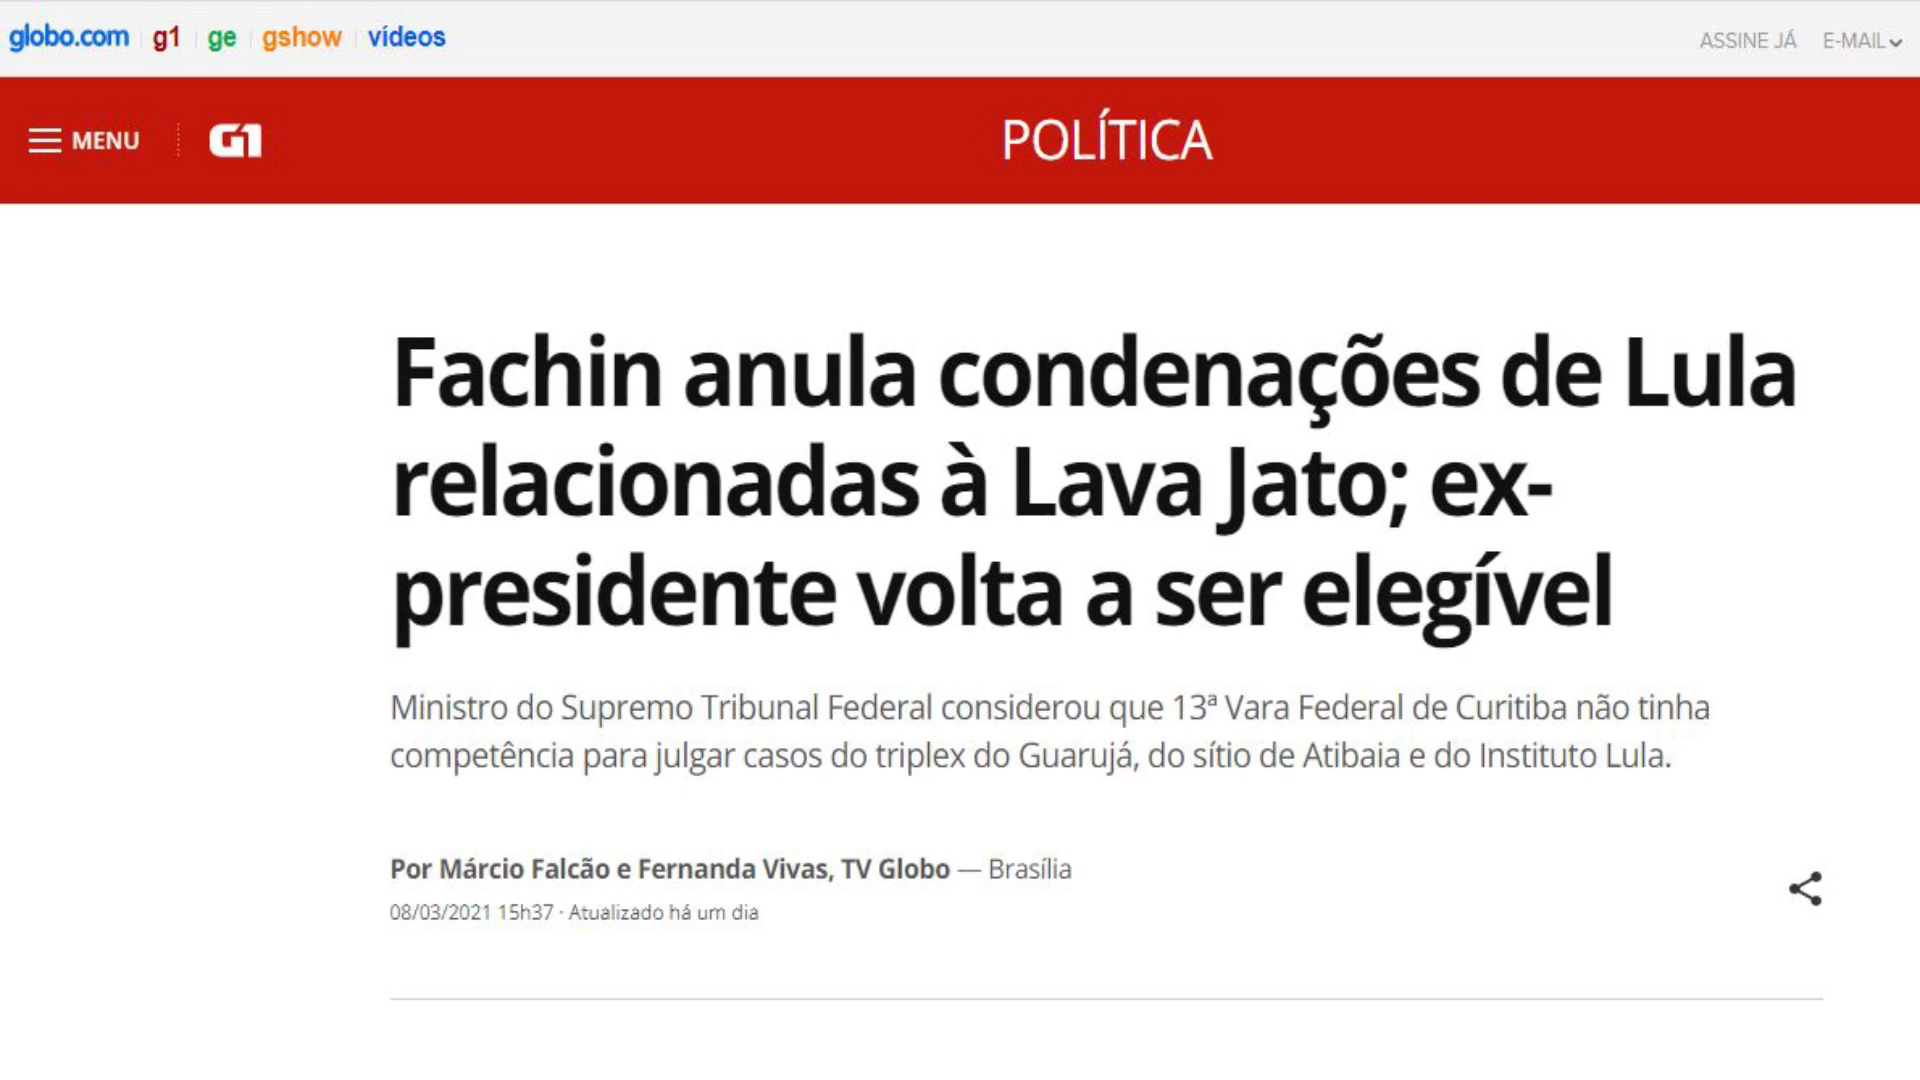 globo.com g1 ge gshow vídeos ASSINE JÁ E-MAIL
MENU G1 POLÍTICA
Fachin anula condenações de Lula
relacionadas à Lava Jato; ex-
presidente volta a ser elegível
Ministro do Supremo Tribunal Federal considerou que 13ª Vara Federal de Curitiba não tinha
competência para julgar casos do triplex do Guarujá, do sítio de Atibaia e do Instituto Lula.
Por Márcio Falcão e Fernanda Vivas, TV Globo — Brasília
08/03/2021 15h37 · Atualizado há um dia